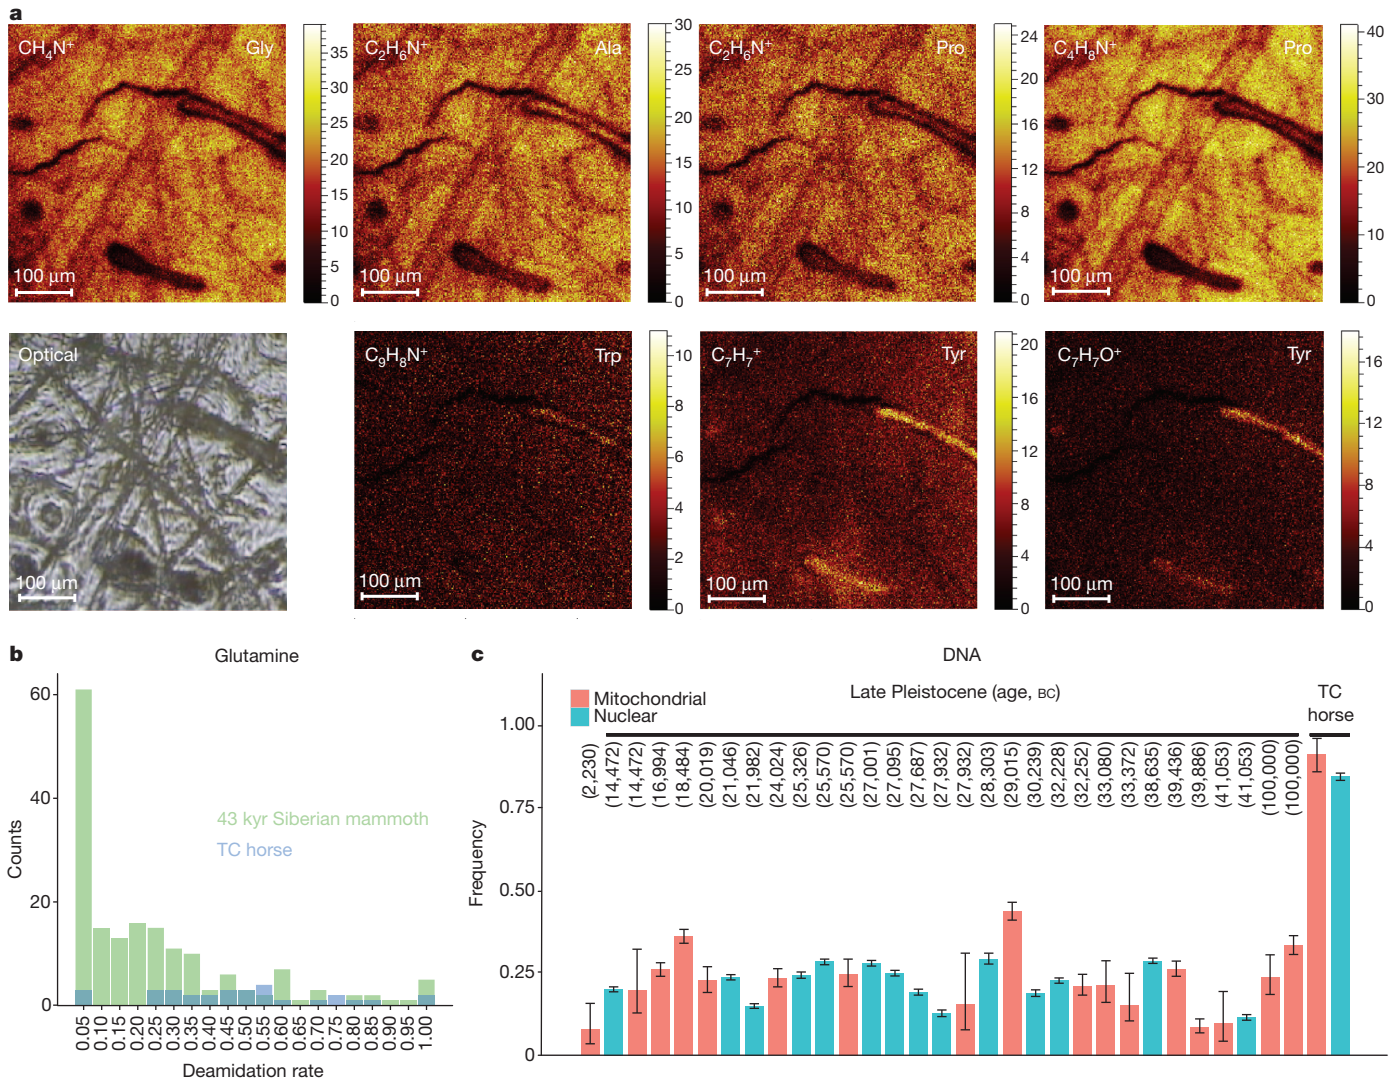 a
CH₄N⁺ Gly
35
30
25
20
15
10
5
0
100 µm
C₂H₆N⁺ Ala
30
25
20
15
10
5
0
100 µm
C₂H₆N⁺ Pro
24
20
16
12
8
4
0
100 µm
C₄H₈N⁺ Pro
40
30
20
10
0
100 µm
Optical
100 µm
C₉H₈N⁺ Trp
10
8
6
4
2
0
100 µm
C₇H₇⁺ Tyr
20
16
12
8
4
0
100 µm
C₇H₇O⁺ Tyr
16
12
8
4
0
100 µm
b
Glutamine
60
40
20
0
Counts
43 kyr Siberian mammoth
TC horse
0.05 0.10 0.15 0.20 0.25 0.30 0.35 0.40 0.45 0.50 0.55 0.60 0.65 0.70 0.75 0.80 0.85 0.90 0.95 1.00
Deamidation rate
c
DNA
Mitochondrial
Nuclear
Late Pleistocene (age, BC)
TC
horse
1.00
0.75
0.50
0.25
0
Frequency
(2,230)
(14,472)
(14,472)
(16,994)
(18,484)
(20,019)
(21,046)
(21,982)
(24,024)
(25,326)
(25,570)
(25,570)
(27,001)
(27,095)
(27,687)
(27,932)
(27,932)
(28,303)
(29,015)
(30,239)
(32,228)
(32,252)
(33,080)
(33,372)
(38,635)
(39,436)
(39,886)
(41,053)
(41,053)
(100,000)
(100,000)